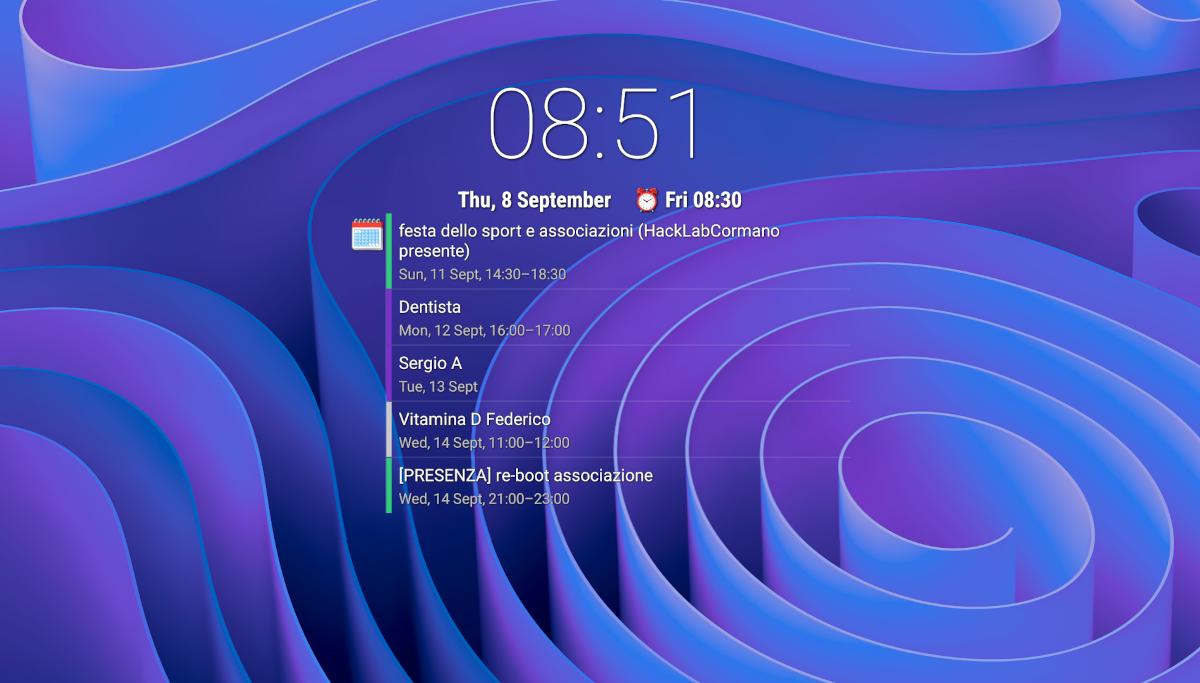 08:51
Thu, 8 September ⏰ Fri 08:30
festa dello sport e associazioni (HackLabCormano
presente)
Sun, 11 Sept, 14:30–18:30
Dentista
Mon, 12 Sept, 16:00–17:00
Sergio A
Tue, 13 Sept
Vitamina D Federico
Wed, 14 Sept, 11:00–12:00
[PRESENZA] re-boot associazione
Wed, 14 Sept, 21:00–23:00